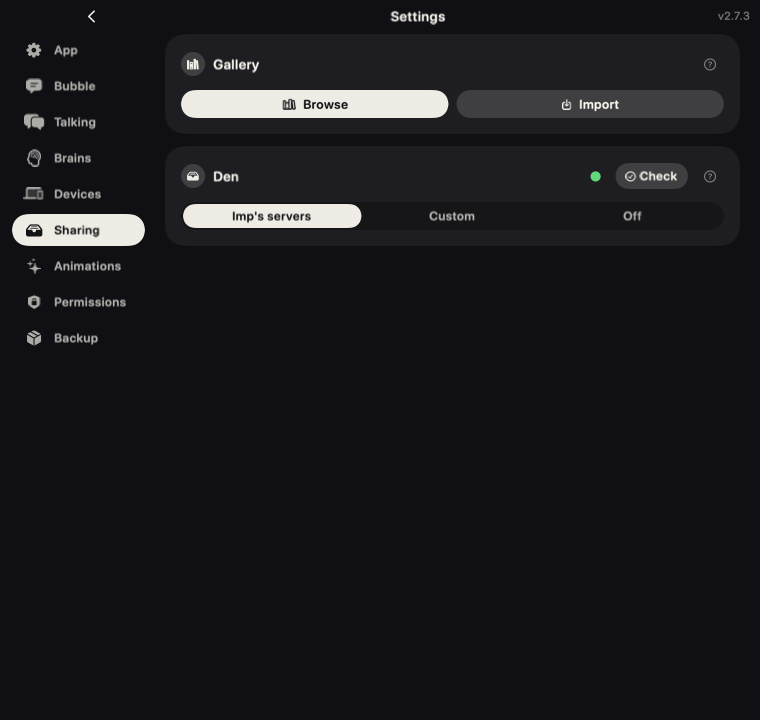 Settings
v2.7.3
App
Bubble
Talking
Brains
Devices
Sharing
Animations
Permissions
Backup
Gallery
Browse
Import
Den
Check
Imp's servers
Custom
Off